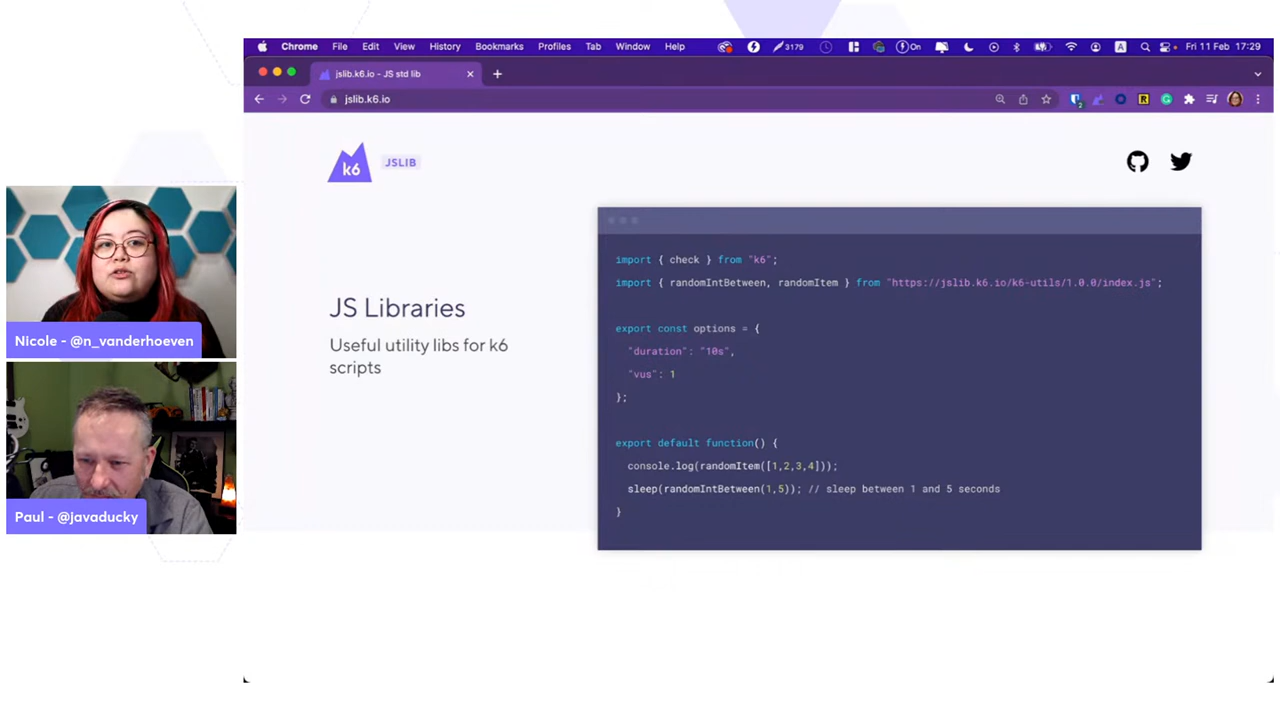 Chrome File Edit View History Bookmarks Profiles Tab Window Help 3179 On A Fri 11 Feb 17:29
jslib.k6.io - JS std lib
jslib.k6.io
k6 JSLIB
import { check } from "k6";
import { randomIntBetween, randomItem } from "https://jslib.k6.io/k6-utils/1.0.0/index.js";
JS Libraries
Useful utility libs for k6
scripts
export const options = {
"duration": "10s",
"vus": 1
};
export default function() {
console.log(randomItem([1,2,3,4]));
sleep(randomIntBetween(1,5)); // sleep between 1 and 5 seconds
}
Nicole - @n_vanderhoeven
Paul - @javaducky